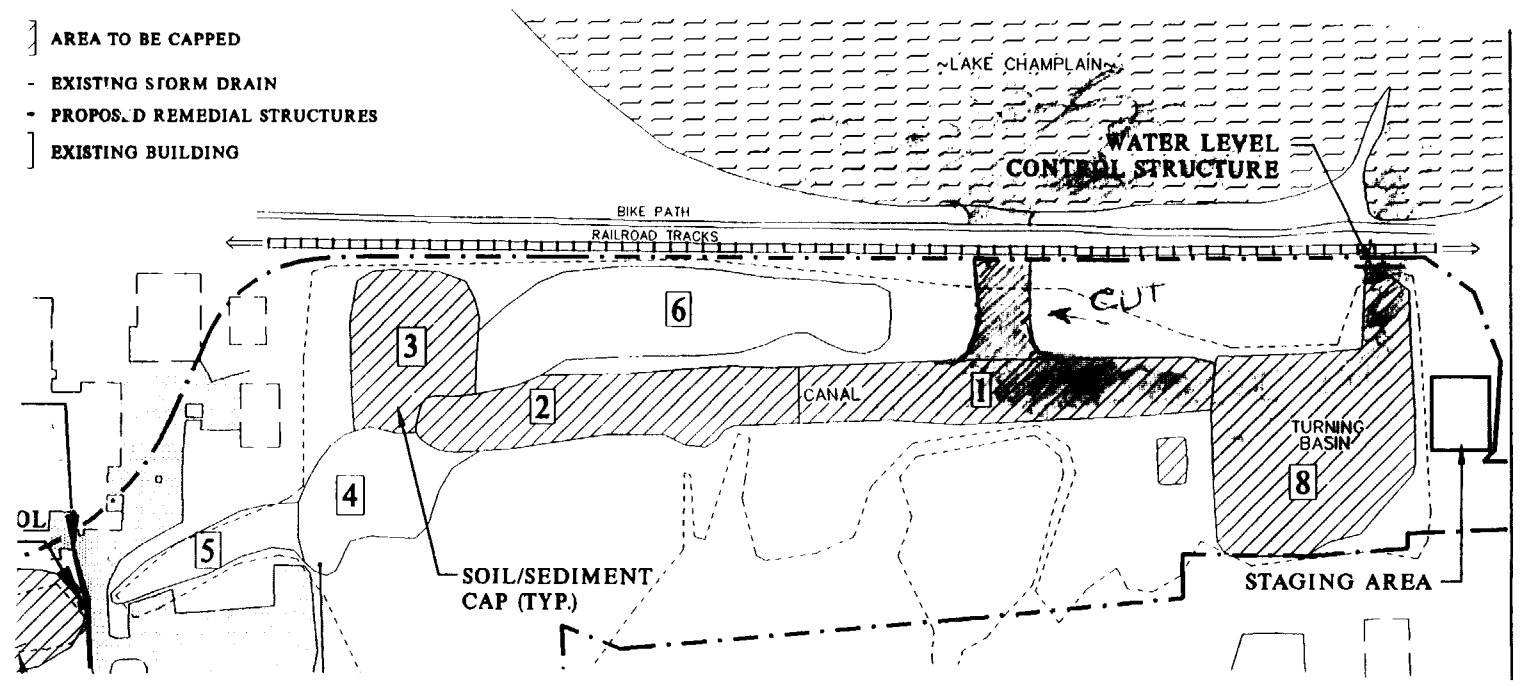 AREA TO BE CAPPED
EXISTING STORM DRAIN
PROPOSED REMEDIAL STRUCTURES
EXISTING BUILDING
~LAKE CHAMPLAIN~
WATER LEVEL
CONTROL STRUCTURE
BIKE PATH
RAILROAD TRACKS
CUT
6
3
2
CANAL
1
TURNING
BASIN
8
4
5
OL
SOIL/SEDIMENT
CAP (TYP.)
STAGING AREA